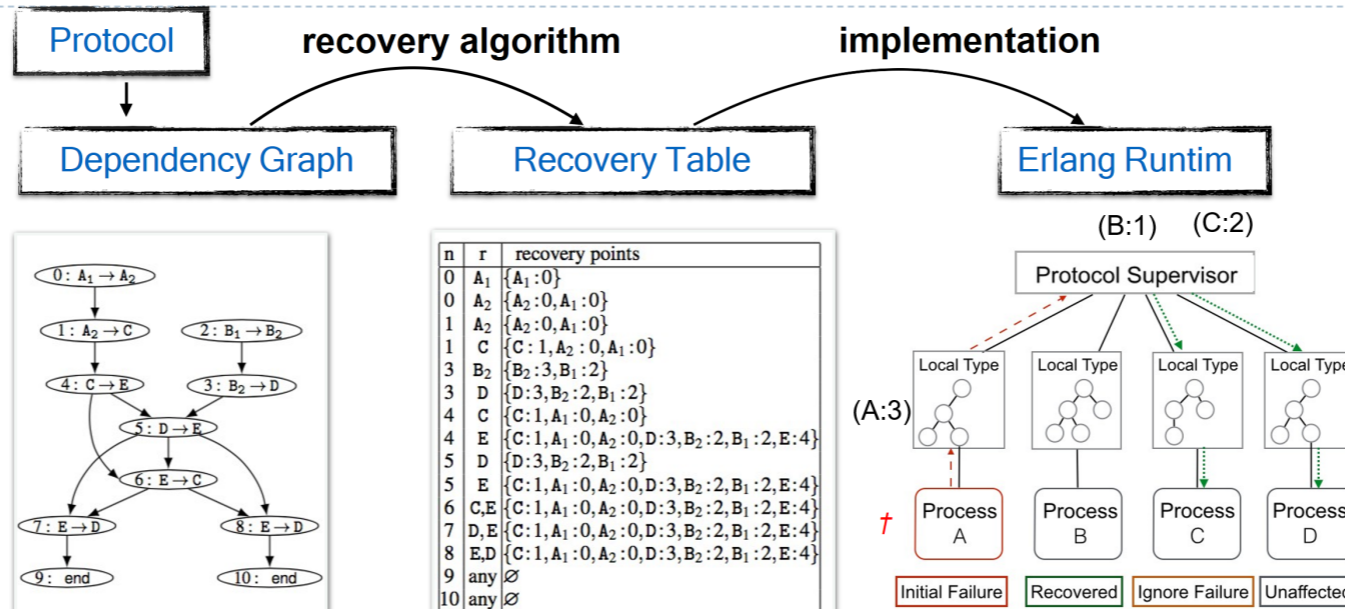 Protocol
recovery algorithm
implementation
Dependency Graph
Recovery Table
Erlang Runtim
0: A₁ → A₂
1: A₂ → C
2: B₁ → B₂
4: C → E
3: B₂ → D
5: D → E
6: E → C
7: E → D
8: E → D
9: end
10: end
n r recovery points
0 A₁ {A₁:0}
0 A₂ {A₂:0,A₁:0}
1 A₂ {A₂:0,A₁:0}
1 C {C:1,A₂:0,A₁:0}
3 B₂ {B₂:3,B₁:2}
3 D {D:3,B₂:2,B₁:2}
4 C {C:1,A₁:0,A₂:0}
4 E {C:1,A₁:0,A₂:0,D:3,B₂:2,B₁:2,E:4}
5 D {D:3,B₂:2,B₁:2}
5 E {C:1,A₁:0,A₂:0,D:3,B₂:2,B₁:2,E:4}
6 C,E {C:1,A₁:0,A₂:0,D:3,B₂:2,B₁:2,E:4}
7 D,E {C:1,A₁:0,A₂:0,D:3,B₂:2,B₁:2,E:4}
8 E,D {C:1,A₁:0,A₂:0,D:3,B₂:2,B₁:2,E:4}
9 any ∅
10 any ∅
(B:1) (C:2)
Protocol Supervisor
Local Type Local Type Local Type Local Type
(A:3)
† Process Process Process Process
A B C D
Initial Failure Recovered Ignore Failure Unaffected